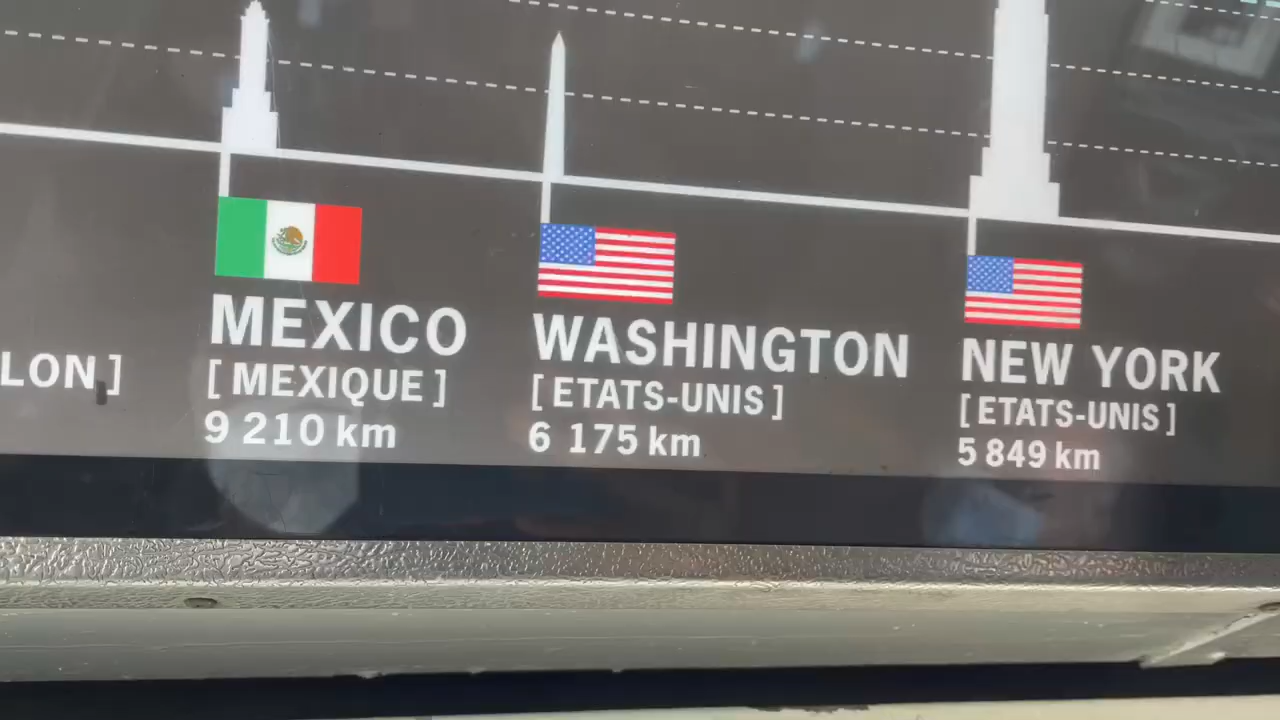 LON]
MEXICO
[MEXIQUE]
9 210 km
WASHINGTON
[ETATS-UNIS]
6 175 km
NEW YORK
[ETATS-UNIS]
5 849 km